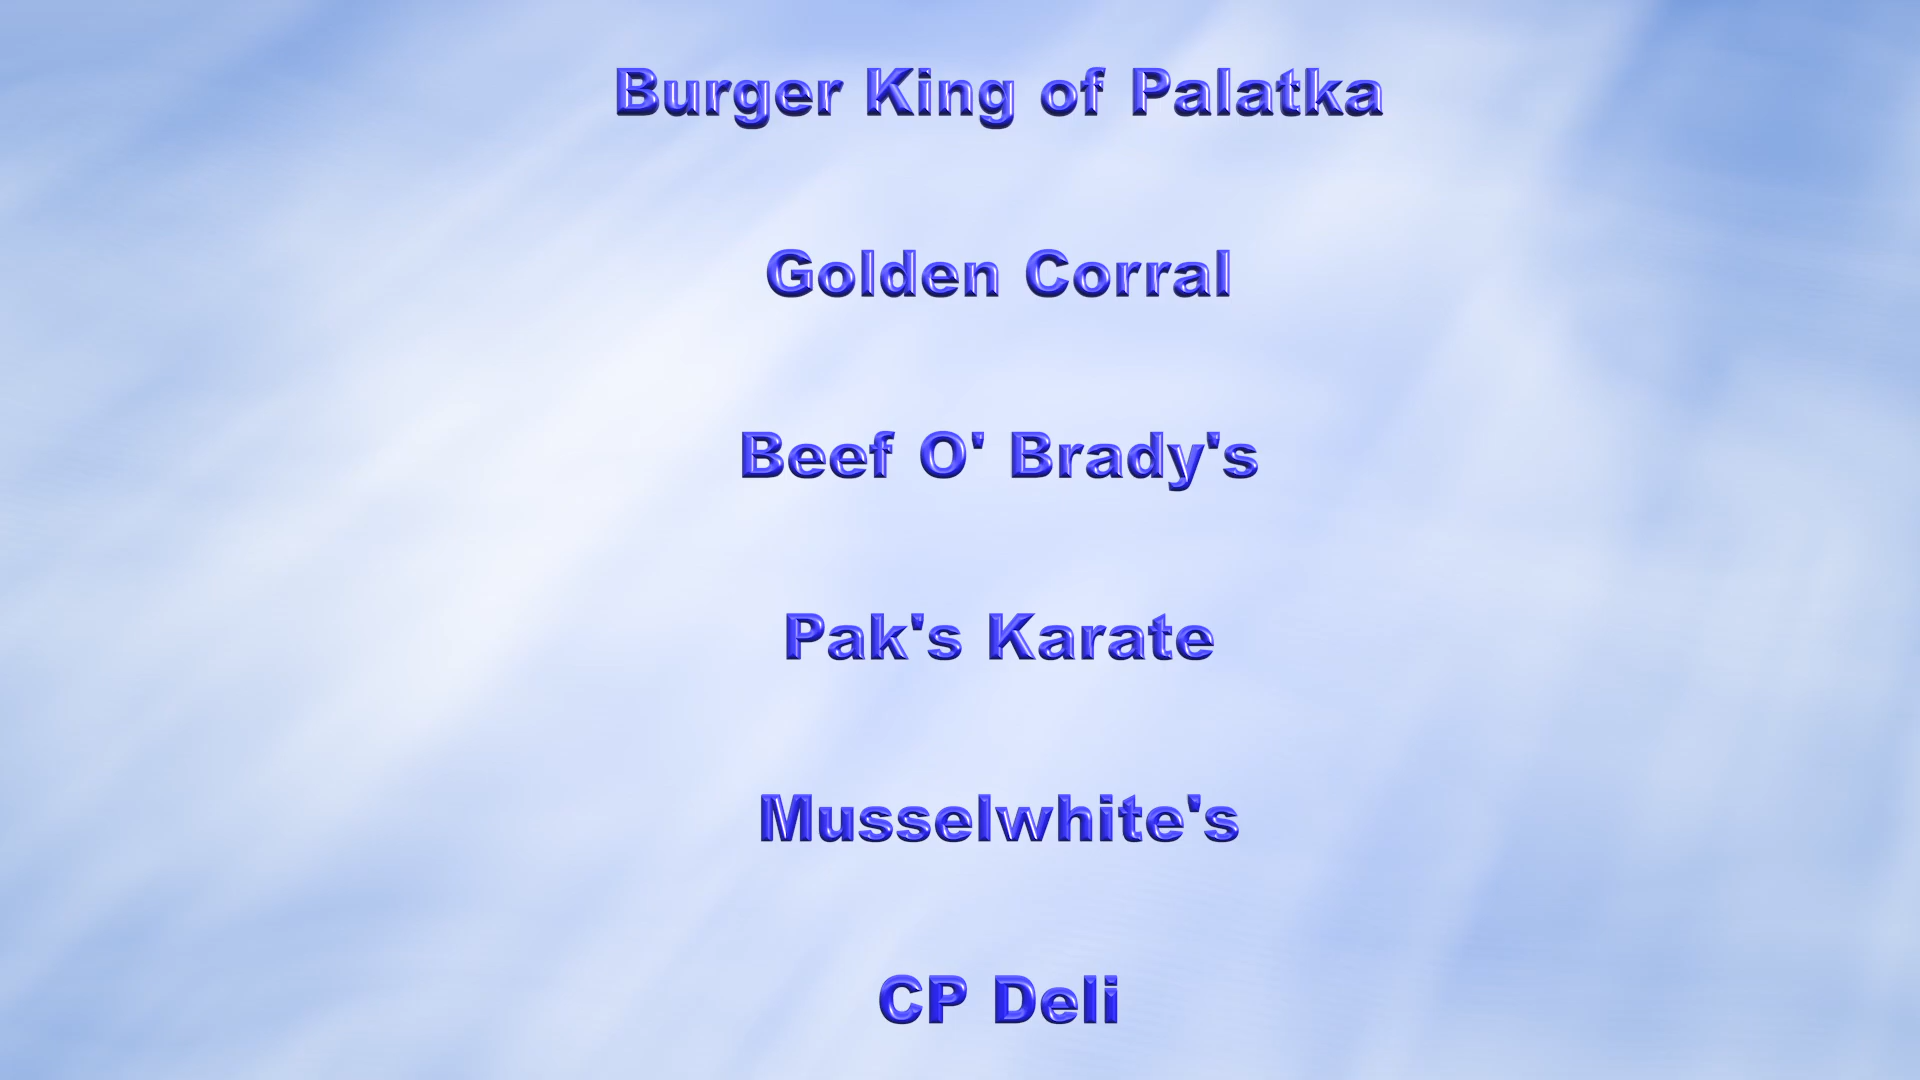 Burger King of Palatka
Golden Corral
Beef O' Brady's
Pak's Karate
Musselwhite's
CP Deli